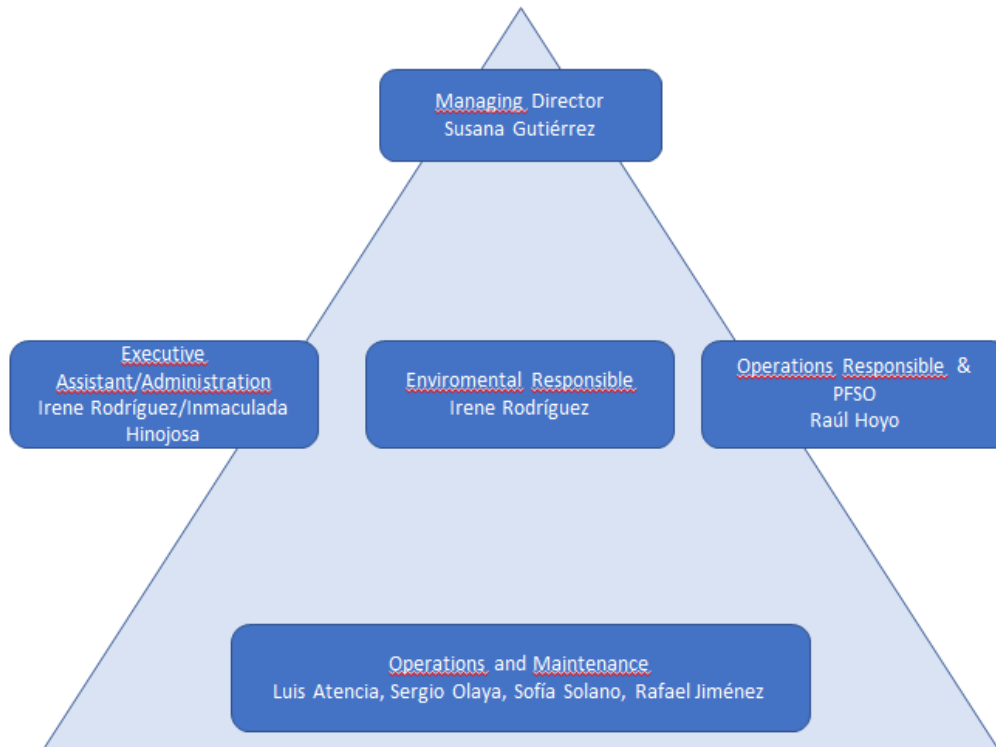 Managing Director
Susana Gutiérrez
Executive
Assistant/Administration
Irene Rodríguez/Inmaculada
Hinojosa
Enviromental Responsible
Irene Rodríguez
Operations Responsible &
PFSO
Raúl Hoyo
Operations and Maintenance
Luis Atencia, Sergio Olaya, Sofía Solano, Rafael Jiménez